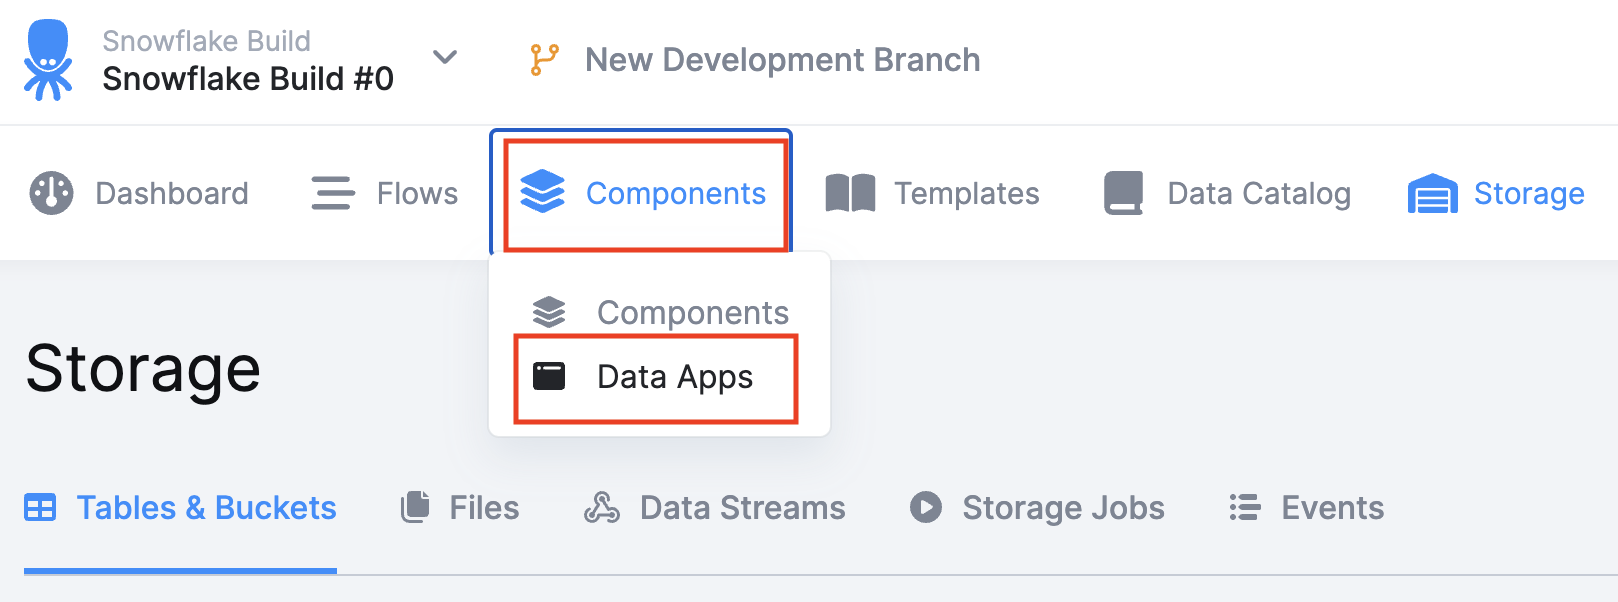 Snowflake Build
Snowflake Build #0
New Development Branch
Dashboard Flows Components Templates Data Catalog Storage
Components
Data Apps
Storage
Tables & Buckets Files Data Streams Storage Jobs Events